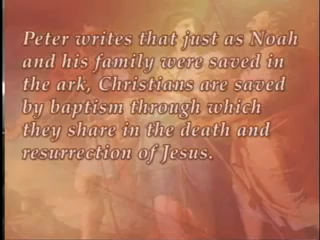 Peter writes that just as Noah
and his family were saved in
the ark, Christians are saved
by baptism through which
they share in the death and
resurrection of Jesus.